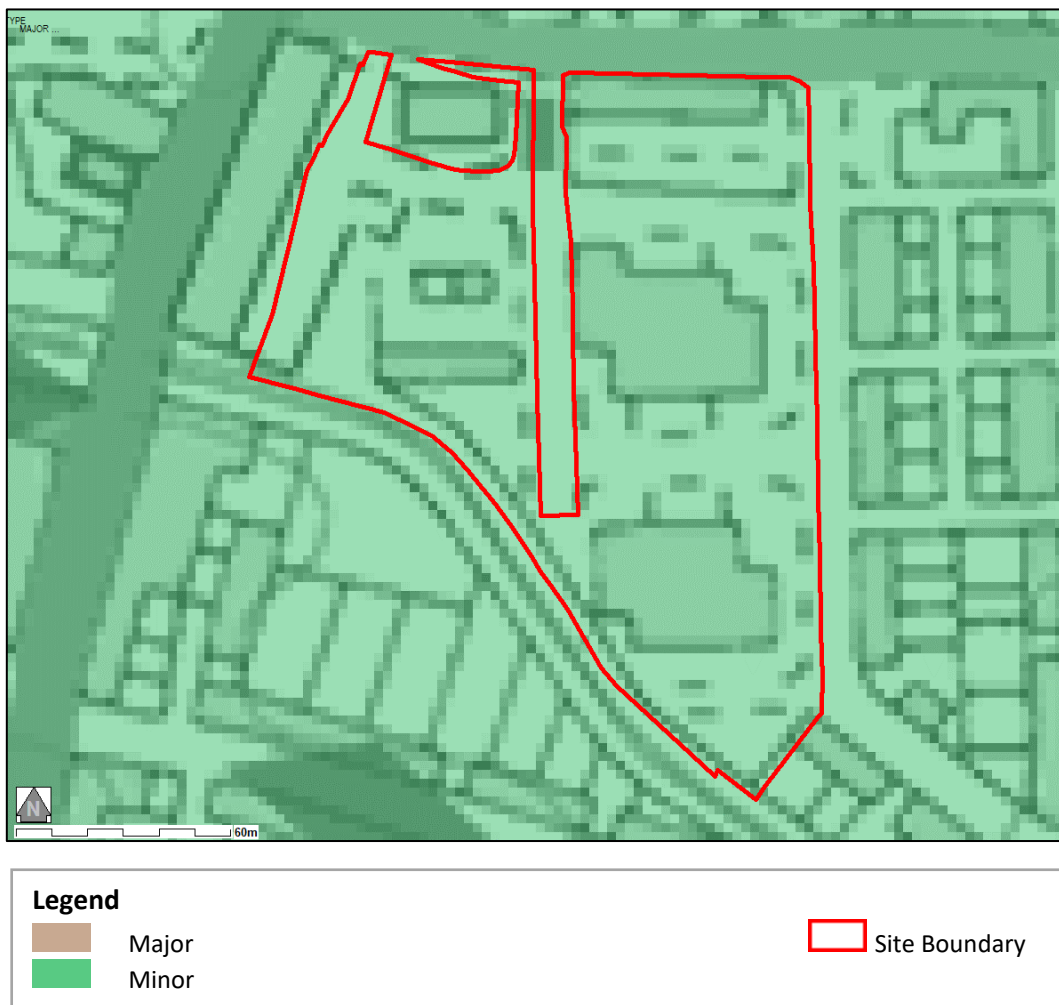 TYPE
MAJOR ...
N
60m
Legend
Major
Site Boundary
Minor